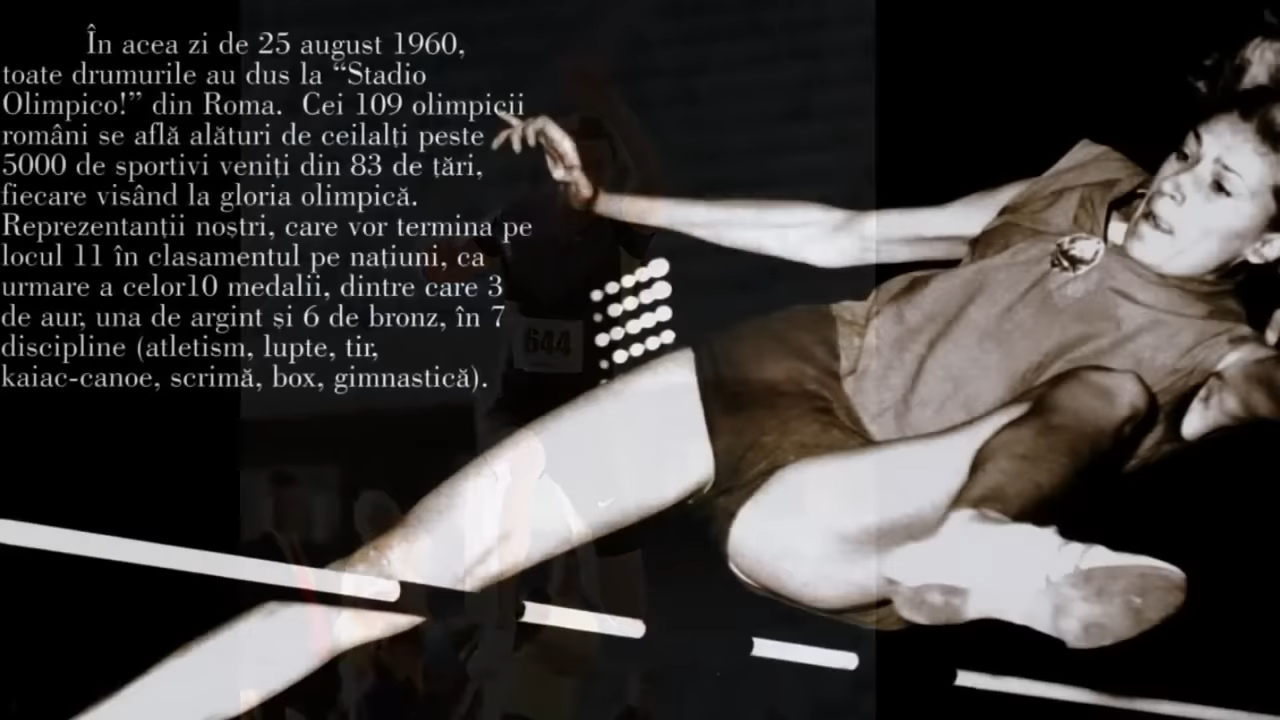 În acea zi de 25 august 1960,
toate drumurile au dus la “Stadio
Olimpico!” din Roma. Cei 109 olimpicii
români se află alături de ceilalți peste
5000 de sportivi veniți din 83 de țări,
fiecare visând la gloria olimpică.
Reprezentanții noștri, care vor termina pe
locul 11 în clasamentul pe națiuni, ca
urmare a celor10 medalii, dintre care 3
de aur, una de argint și 6 de bronz, în 7
discipline (atletism, lupte, tir,
kaiac-canoe, scrimă, box, gimnastică).
644